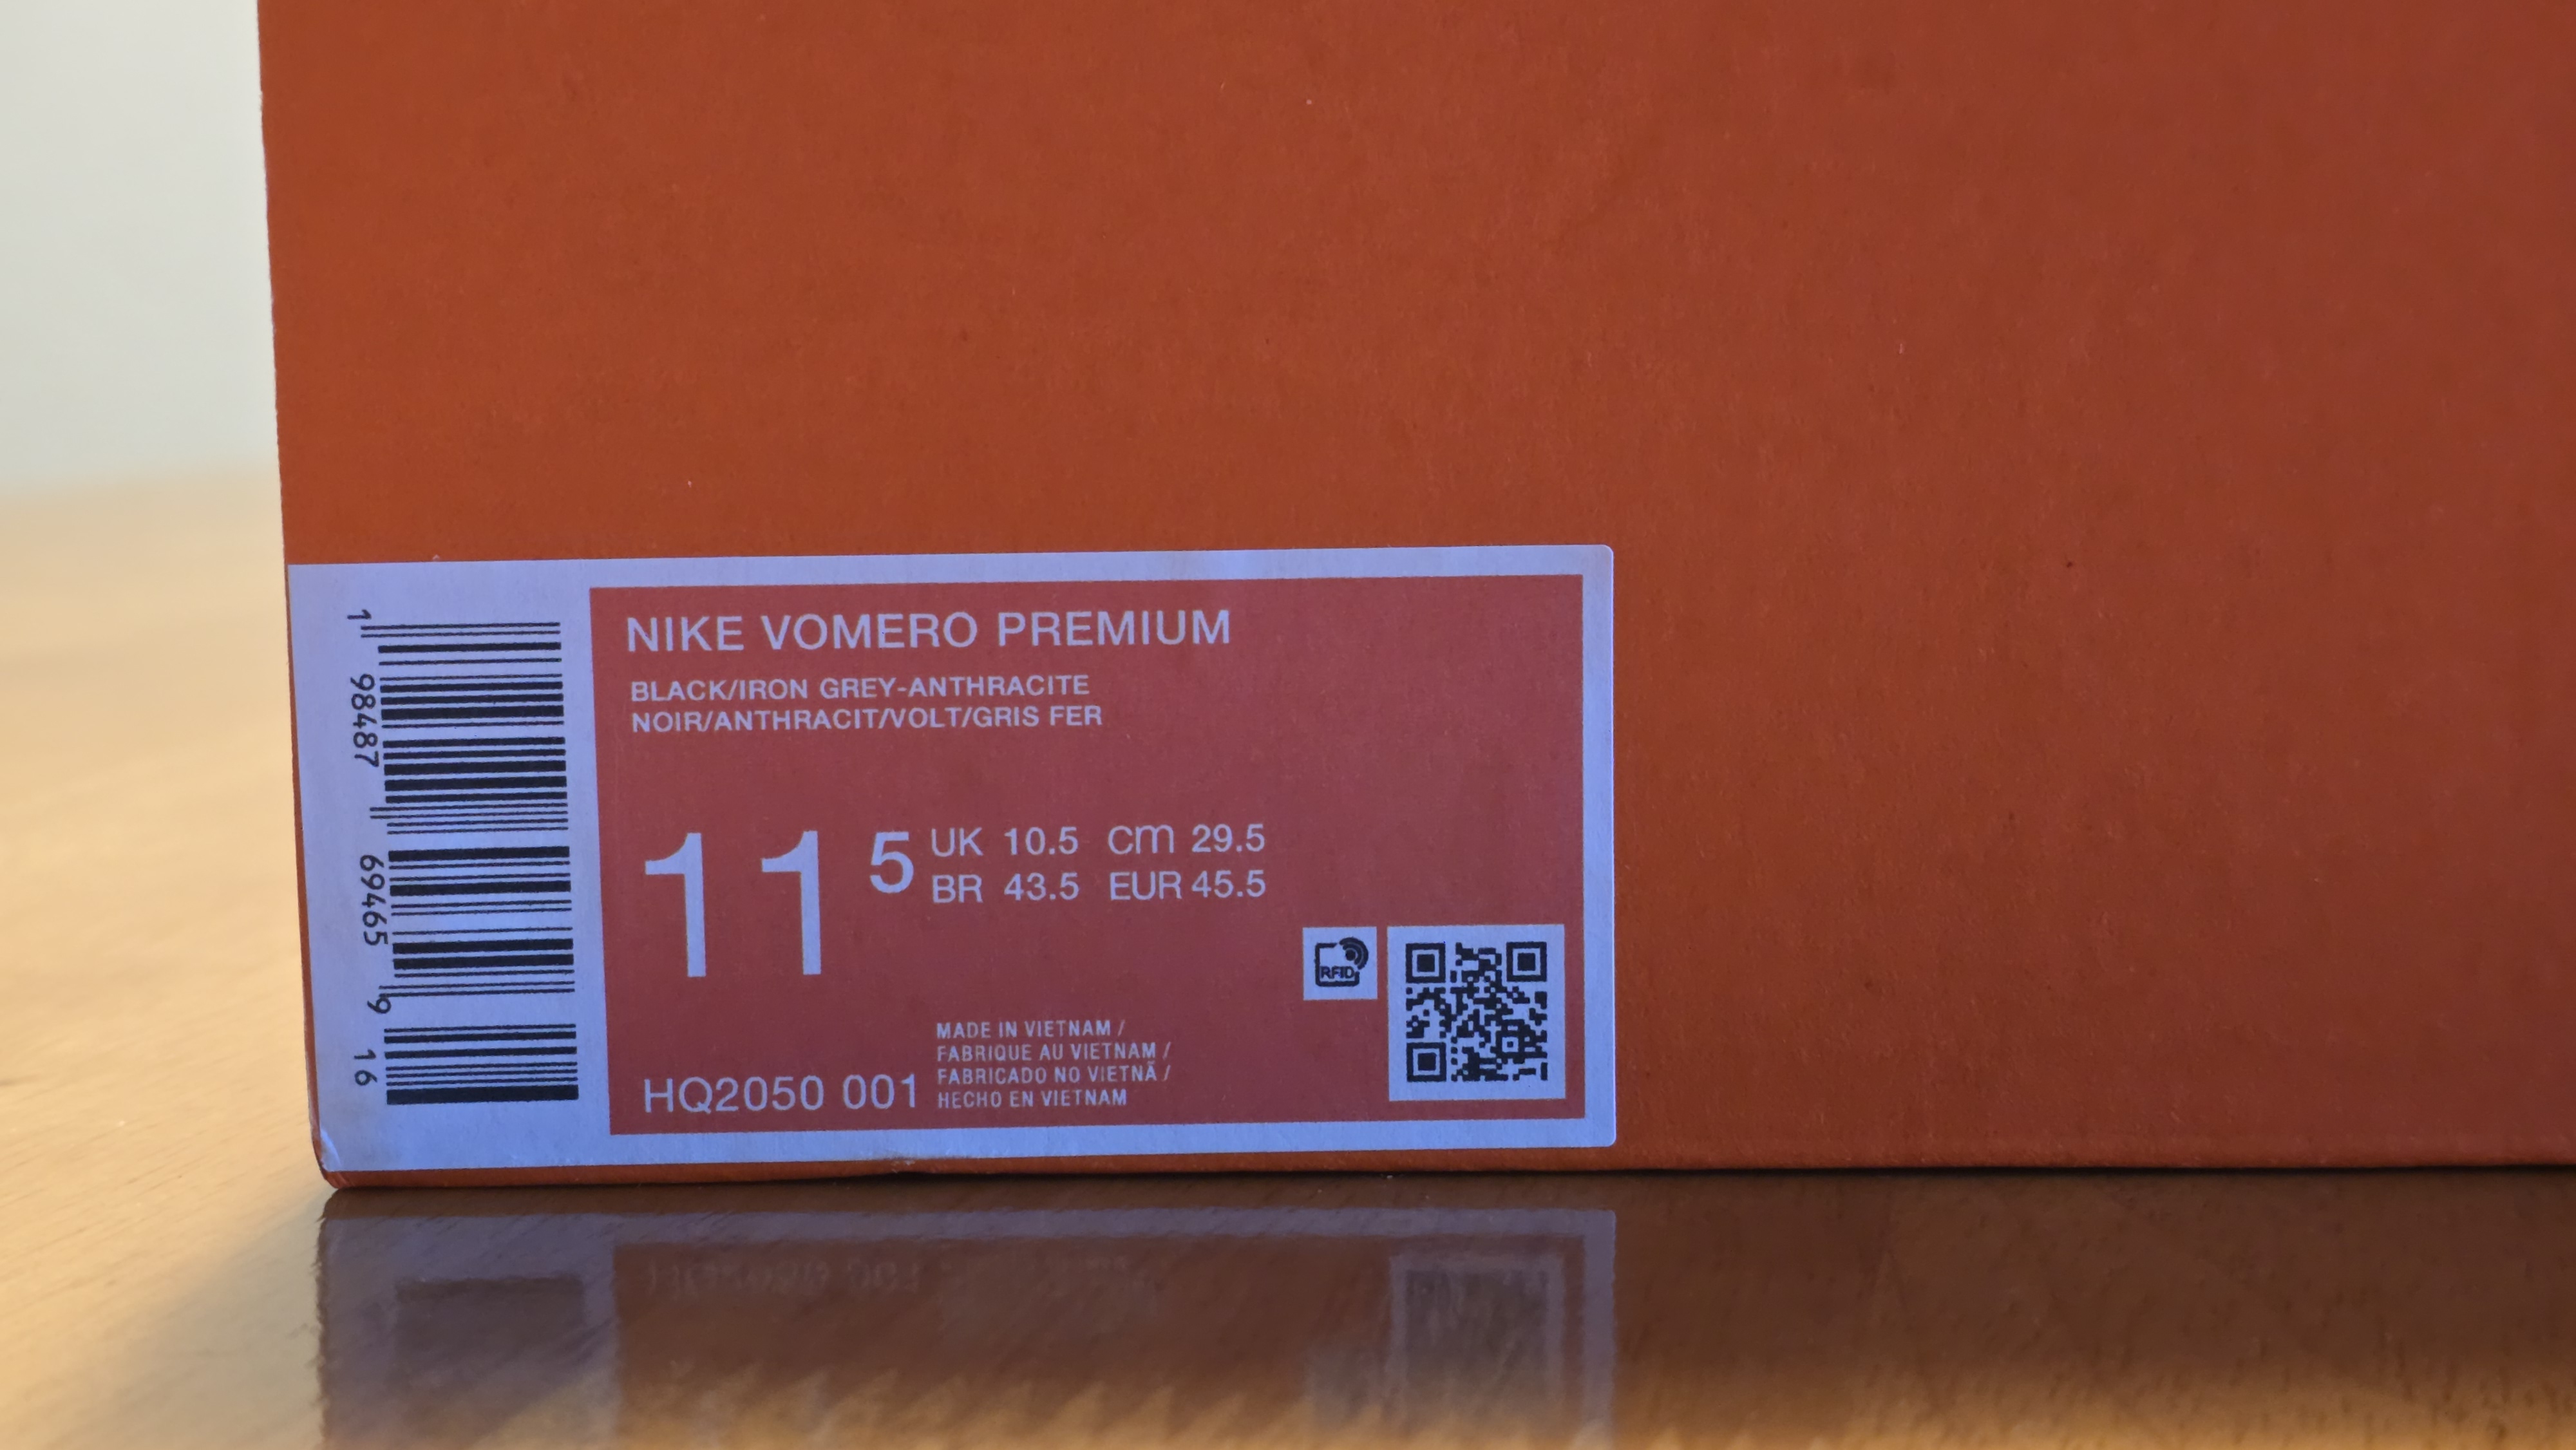 NIKE VOMERO PREMIUM
BLACK/IRON GREY-ANTHRACITE
NOIR/ANTHRACIT/VOLT/GRIS FER
11 5
UK 10.5 cm 29.5
BR 43.5 EUR 45.5
RFID
MADE IN VIETNAM /
FABRIQUE AU VIETNAM /
FABRICADO NO VIETNÃ /
HECHO EN VIETNAM
HQ2050 001
1 98487 69465 9 16